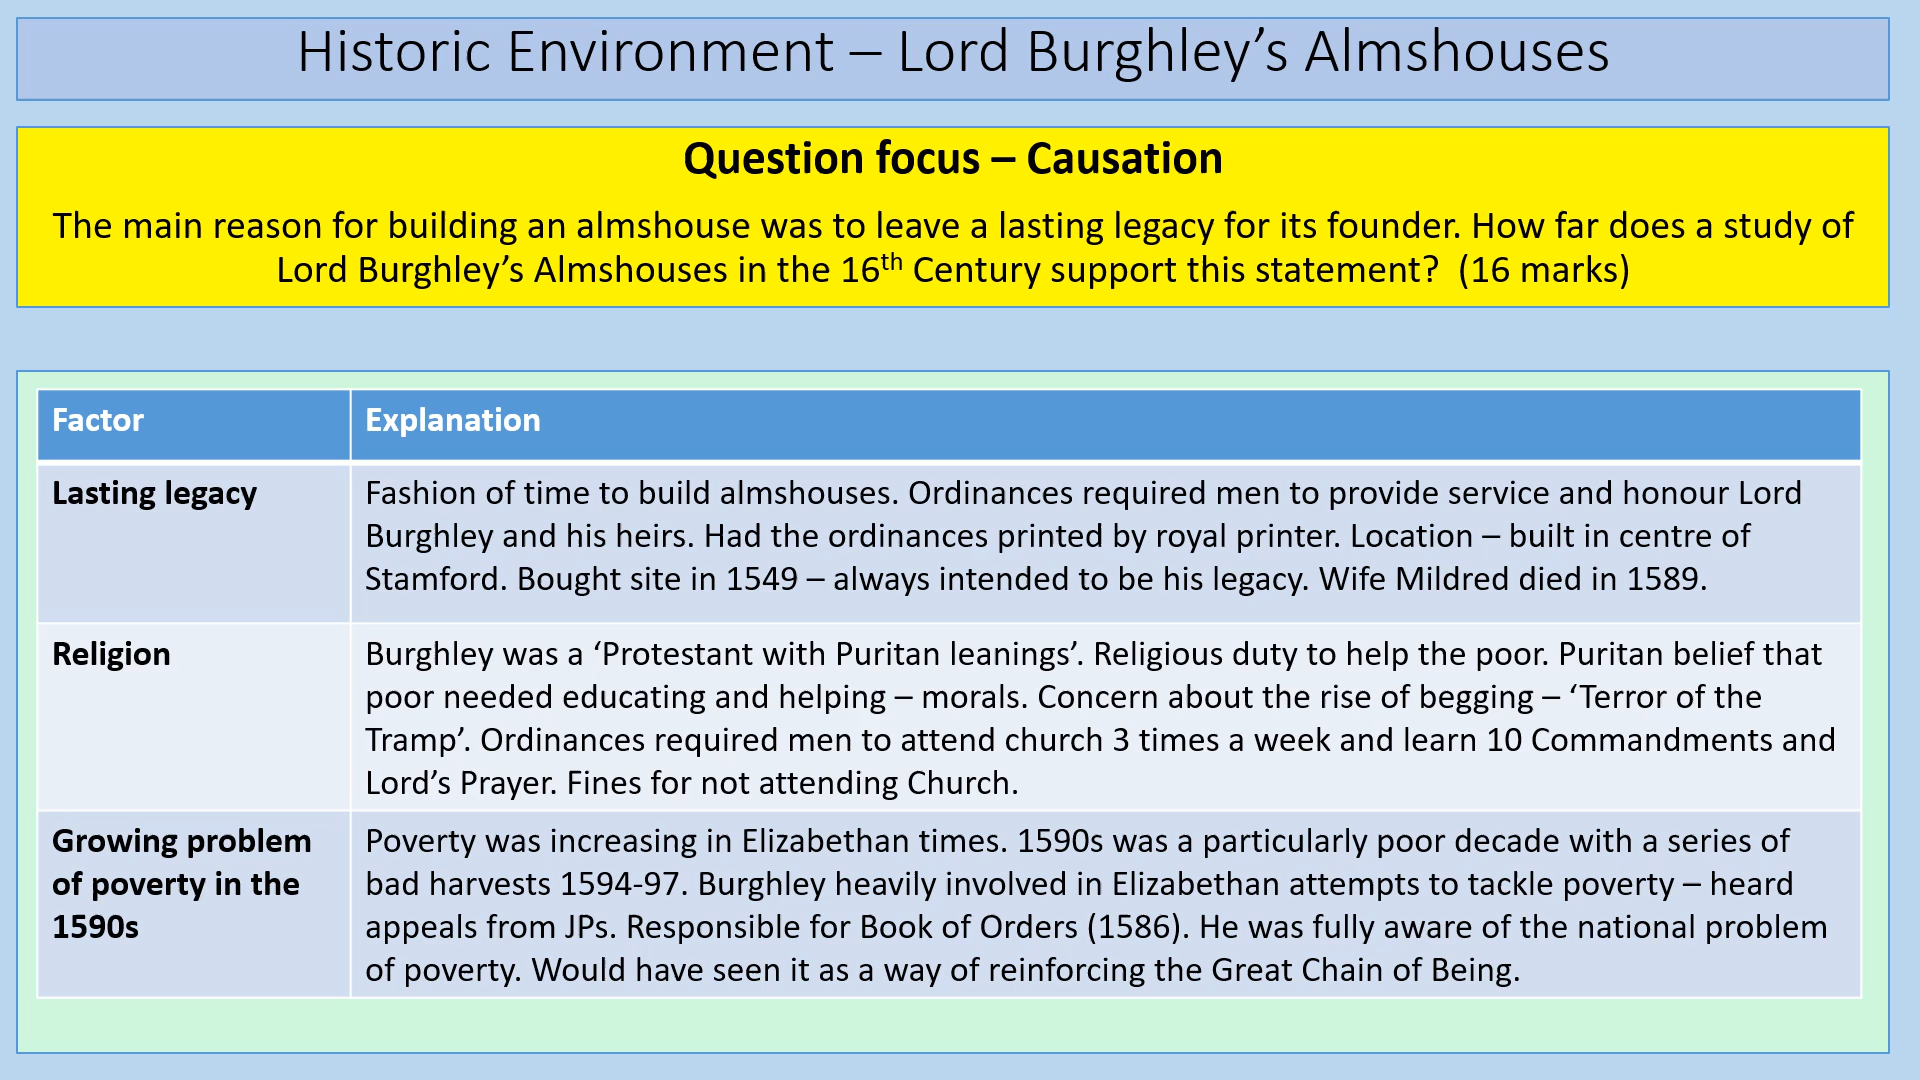 Historic Environment – Lord Burghley’s Almshouses
Question focus – Causation
The main reason for building an almshouse was to leave a lasting legacy for its founder. How far does a study of
Lord Burghley’s Almshouses in the 16th Century support this statement? (16 marks)
Factor
Explanation
Lasting legacy
Fashion of time to build almshouses. Ordinances required men to provide service and honour Lord
Burghley and his heirs. Had the ordinances printed by royal printer. Location – built in centre of
Stamford. Bought site in 1549 – always intended to be his legacy. Wife Mildred died in 1589.
Religion
Burghley was a ‘Protestant with Puritan leanings’. Religious duty to help the poor. Puritan belief that
poor needed educating and helping – morals. Concern about the rise of begging – ‘Terror of the
Tramp’. Ordinances required men to attend church 3 times a week and learn 10 Commandments and
Lord’s Prayer. Fines for not attending Church.
Growing problem
of poverty in the
1590s
Poverty was increasing in Elizabethan times. 1590s was a particularly poor decade with a series of
bad harvests 1594-97. Burghley heavily involved in Elizabethan attempts to tackle poverty – heard
appeals from JPs. Responsible for Book of Orders (1586). He was fully aware of the national problem
of poverty. Would have seen it as a way of reinforcing the Great Chain of Being.